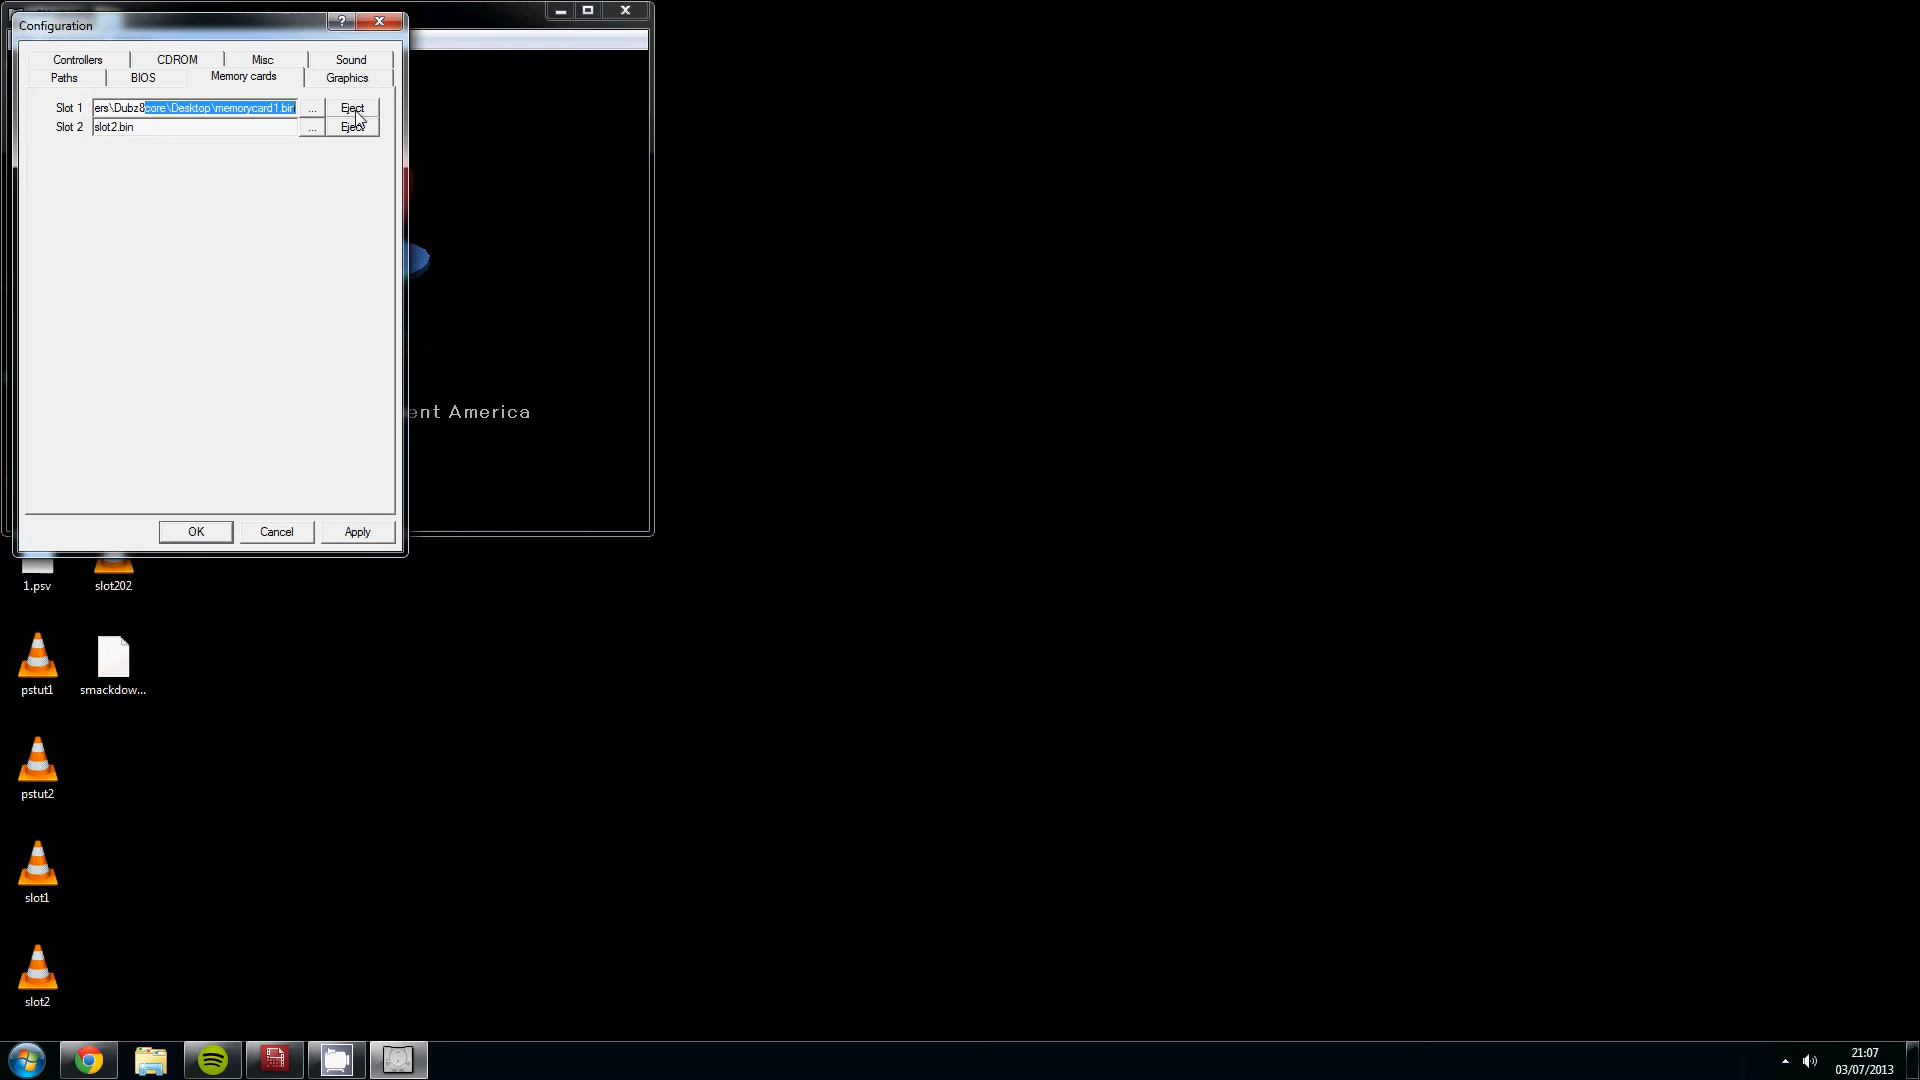 Configuration
Controllers CDROM Misc Sound
Paths BIOS Memory cards Graphics
Slot 1 ers\Dubz8core\Desktop\memorycard1.bin ... Eject
Slot 2 slot2.bin ... Eject
ent America
OK Cancel Apply
1.psv slot202
pstut1 smackdow...
pstut2
slot1
slot2
21:07
03/07/2013